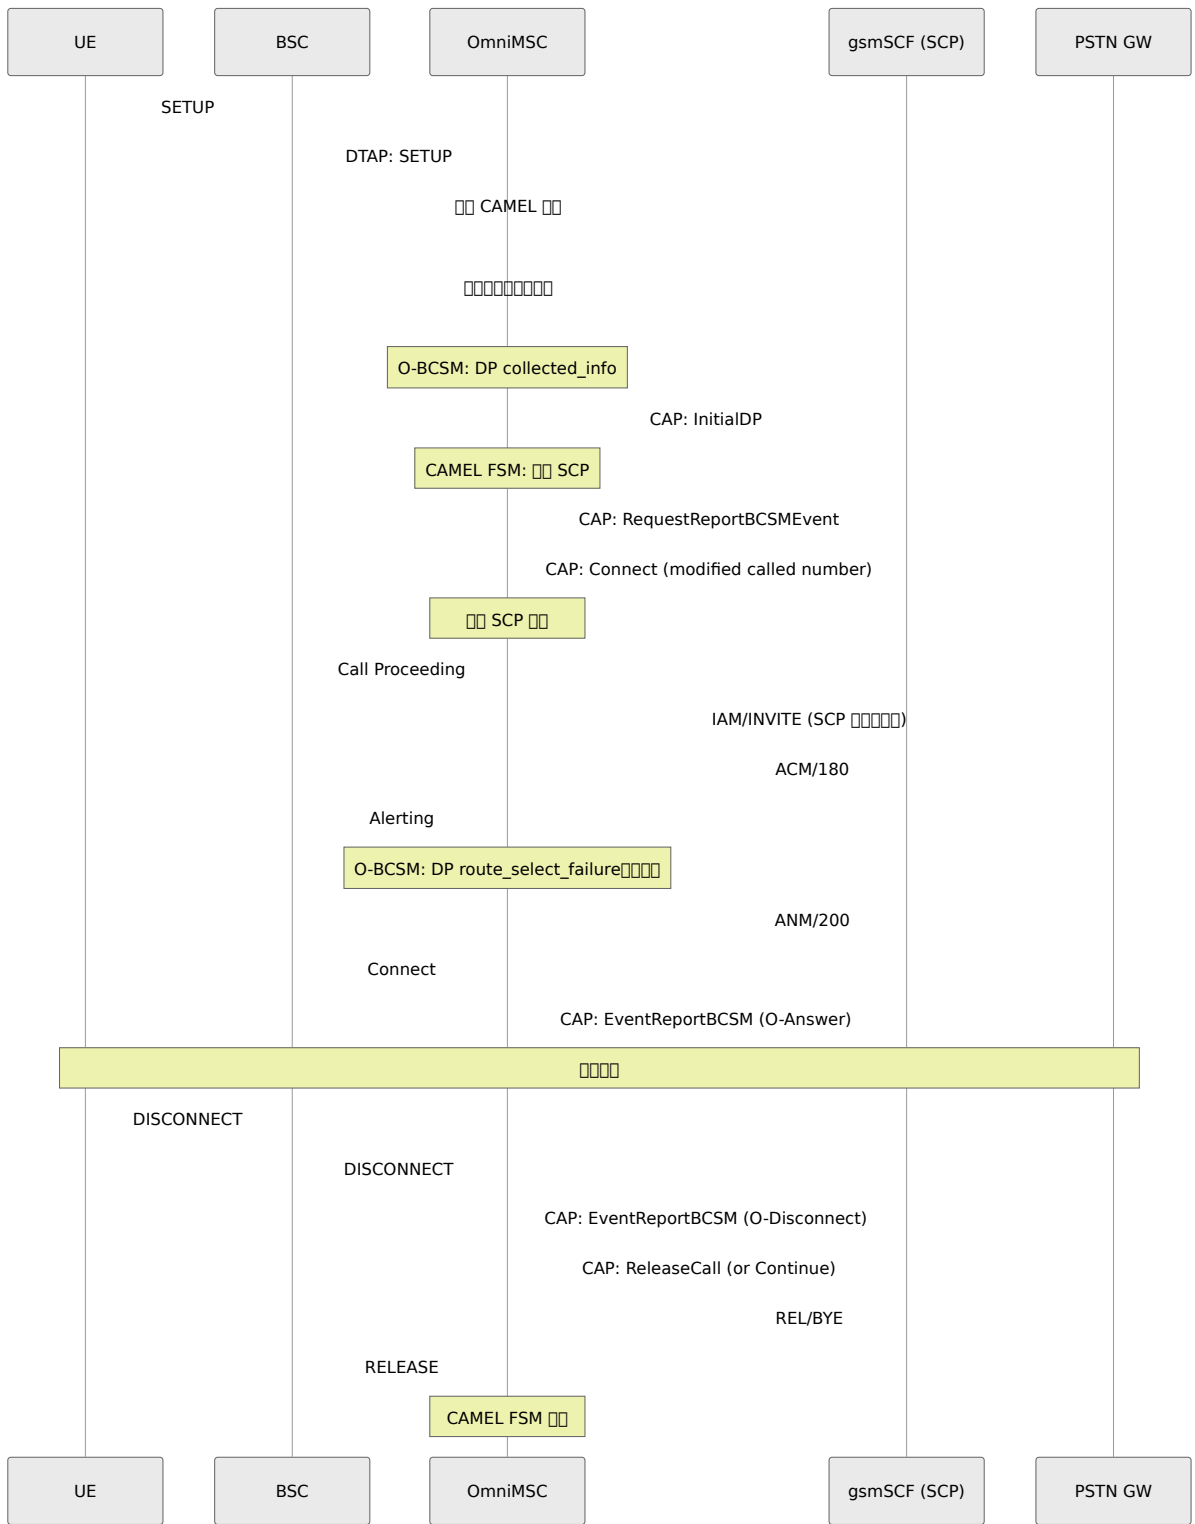 UE
BSC
OmniMSC
gsmSCF (SCP)
PSTN GW
SETUP
DTAP: SETUP
CAMEL
O-BCSM: DP collected_info
CAP: InitialDP
CAMEL FSM: SCP
CAP: RequestReportBCSMEvent
CAP: Connect (modified called number)
SCP
Call Proceeding
IAM/INVITE (SCP )
ACM/180
Alerting
O-BCSM: DP route_select_failure
ANM/200
Connect
CAP: EventReportBCSM (O-Answer)
DISCONNECT
DISCONNECT
CAP: EventReportBCSM (O-Disconnect)
CAP: ReleaseCall (or Continue)
REL/BYE
RELEASE
CAMEL FSM
UE
BSC
OmniMSC
gsmSCF (SCP)
PSTN GW